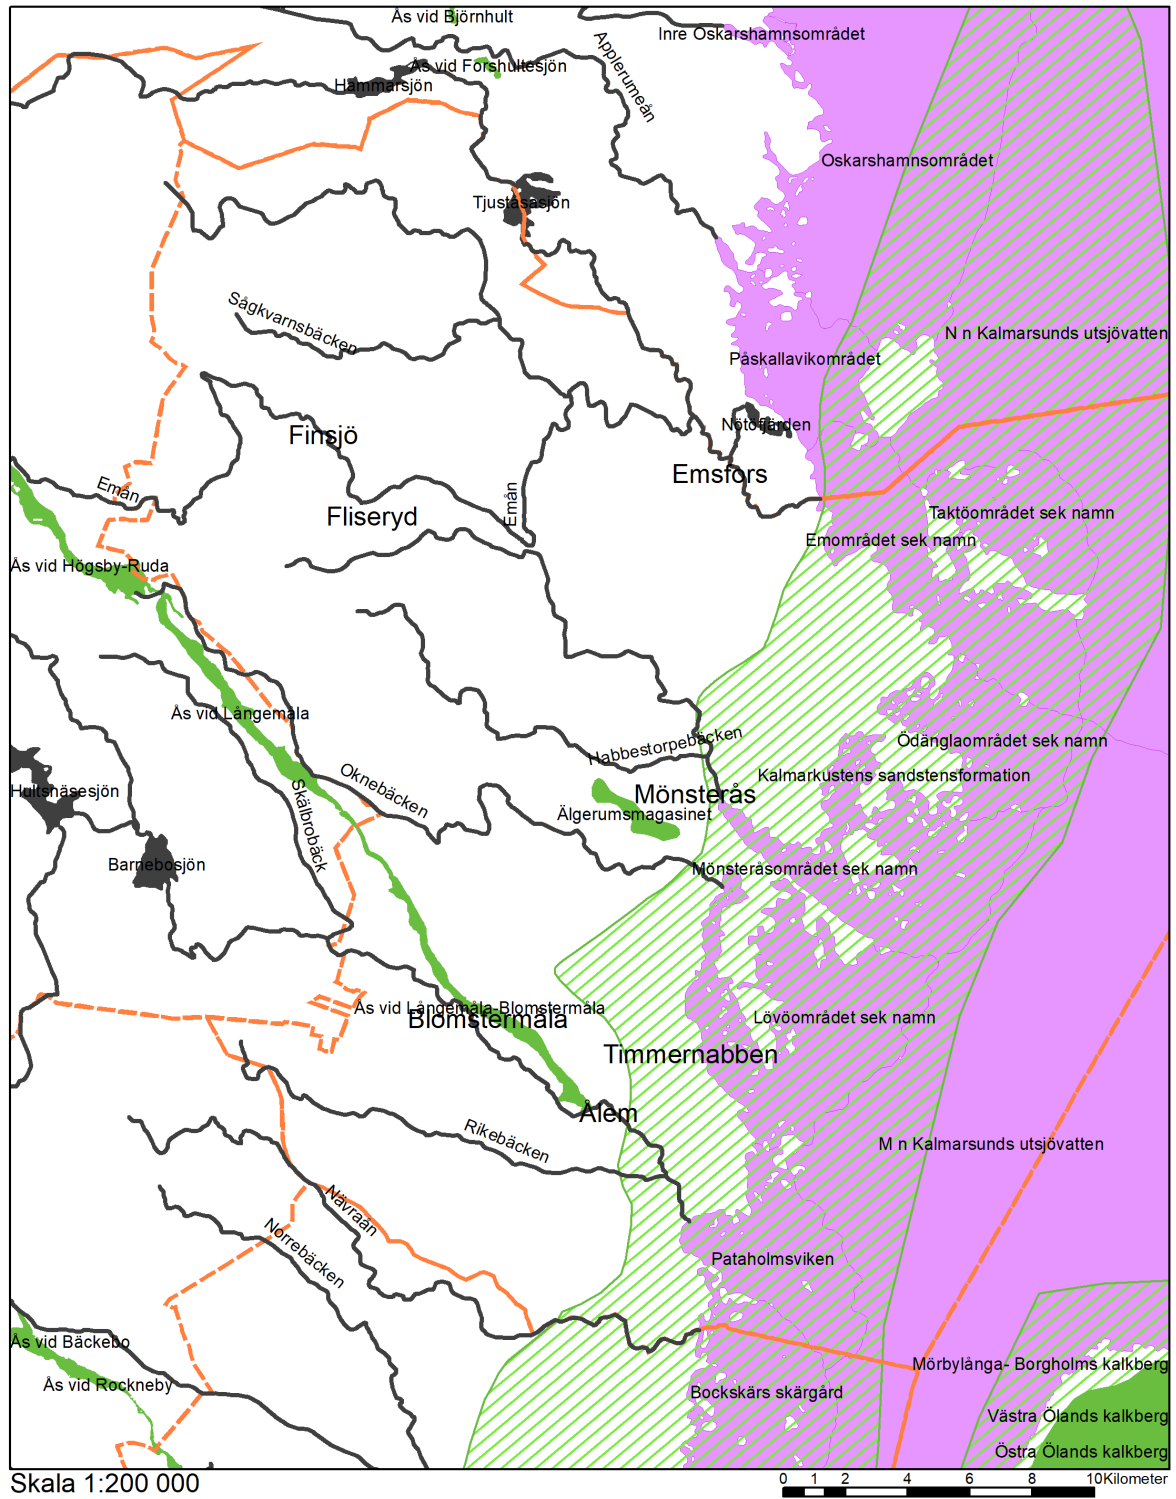 Ås vid Björnhult
Inre Oskarshamnsområdet
Applerumeån
Ås vid Forshultesjön
Hammarsjön
Oskarshamnsområdet
Tjuståsasjön
Sågkvarnsbäcken
N n Kalmarsunds utsjövatten
Påskallavikområdet
Nötöfjärden
Finsjö
Emsfors
Emån
Emån
Fliseryd
Taktöområdet sek namn
Emområdet sek namn
Ås vid Högsby-Ruda
Ås vid Långemåla
Habbestorpebäcken
Ödänglaområdet sek namn
Kalmarkustens sandstensformation
Hultsnäsesjön
Oknebäcken
Skälbrobäck
Mönsterås
Älgerumsmagasinet
Barnebosjön
Mönsteråsområdet sek namn
Ås vid Långemåla-Blomstermåla
Blomstermåla
Lövöområdet sek namn
Timmernabben
Ålem
Rikebäcken
M n Kalmarsunds utsjövatten
Nävraån
Norrebäcken
Pataholmsviken
Ås vid Bäckebo
Mörbylånga- Borgholms kalkberg
Ås vid Rockneby
Bockskärs skärgård
Västra Ölands kalkberg
Östra Ölands kalkberg
Skala 1:200 000
0 1 2 4 6 8 10Kilometer